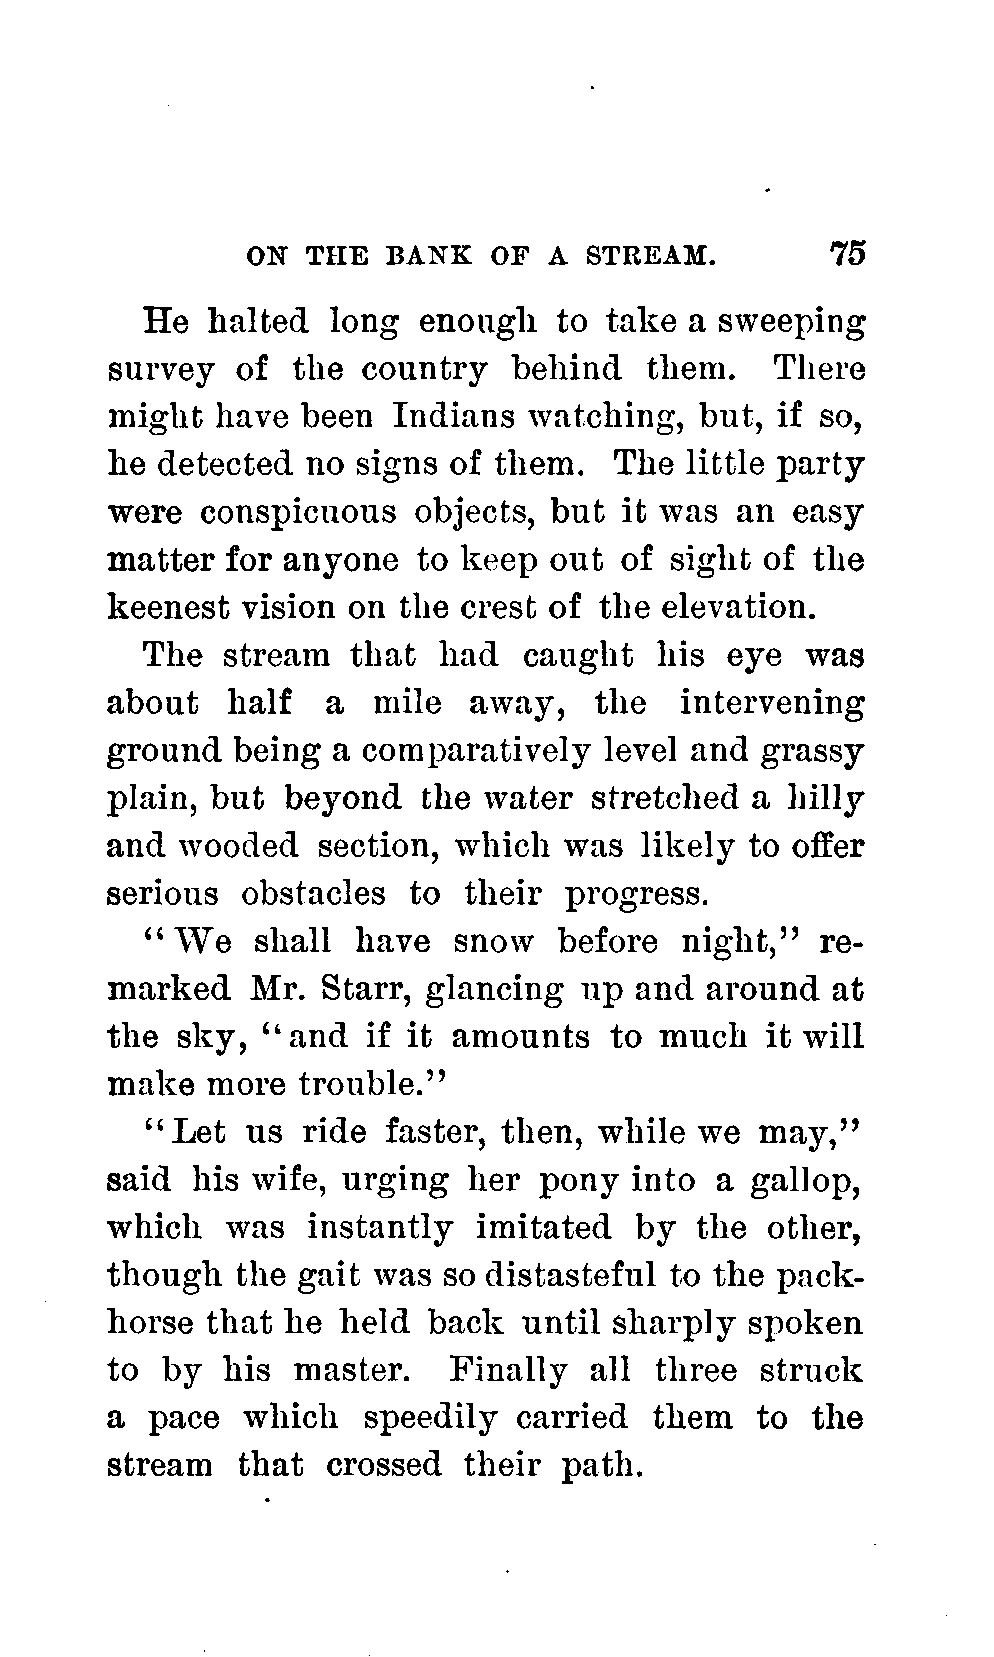 ON THE BANK OF A STREAM. 75
He halted long enough to take a sweeping
survey of the country behind them. There
might have been Indians watching, but, if so,
he detected no signs of them. The little party
were conspicuous objects, but it was an easy
matter for anyone to keep out of sight of the
keenest vision on the crest of the elevation.
The stream that had caught his eye was
about half a mile away, the intervening
ground being a comparatively level and grassy
plain, but beyond the water stretched a hilly
and wooded section, which was likely to offer
serious obstacles to their progress.
“We shall have snow before night,” re-
marked Mr. Starr, glancing up and around at
the sky, “and if it amounts to much it will
make more trouble.”
“Let us ride faster, then, while we may,”
said his wife, urging her pony into a gallop,
which was instantly imitated by the other,
though the gait was so distasteful to the pack-
horse that he held back until sharply spoken
to by his master. Finally all three struck
a pace which speedily carried them to the
stream that crossed their path.